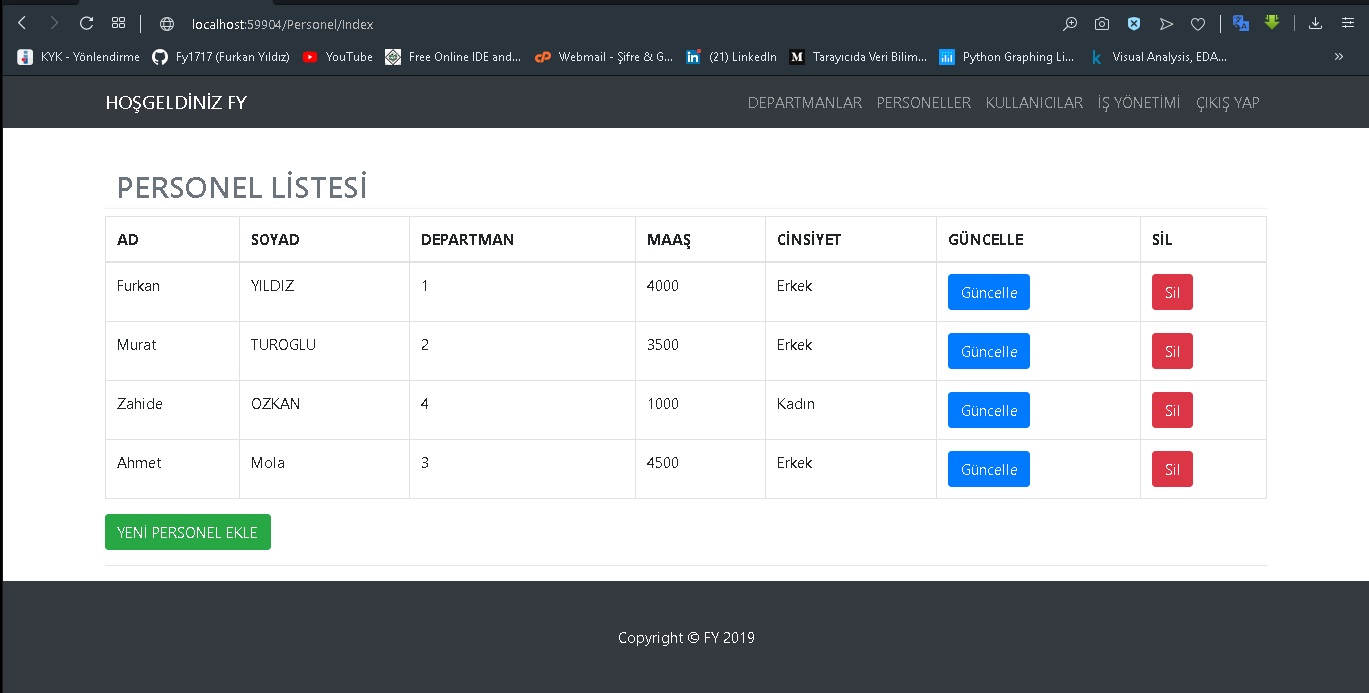 localhost:59904/Personel/Index
KYK - Yönlendirme Fy1717 (Furkan Yıldız) YouTube Free Online IDE and... Webmail - Şifre & G... (21) LinkedIn Tarayıcıda Veri Bilim... Python Graphing Li... Visual Analysis, EDA... »
HOŞGELDİNİZ FY DEPARTMANLAR PERSONELLER KULLANICILAR İŞ YÖNETİMİ ÇIKIŞ YAP
PERSONEL LİSTESİ
AD SOYAD DEPARTMAN MAAŞ CİNSİYET GÜNCELLE SİL
Furkan YILDIZ 1 4000 Erkek Güncelle Sil
Murat TUROGLU 2 3500 Erkek Güncelle Sil
Zahide OZKAN 4 1000 Kadın Güncelle Sil
Ahmet Mola 3 4500 Erkek Güncelle Sil
YENİ PERSONEL EKLE
Copyright © FY 2019